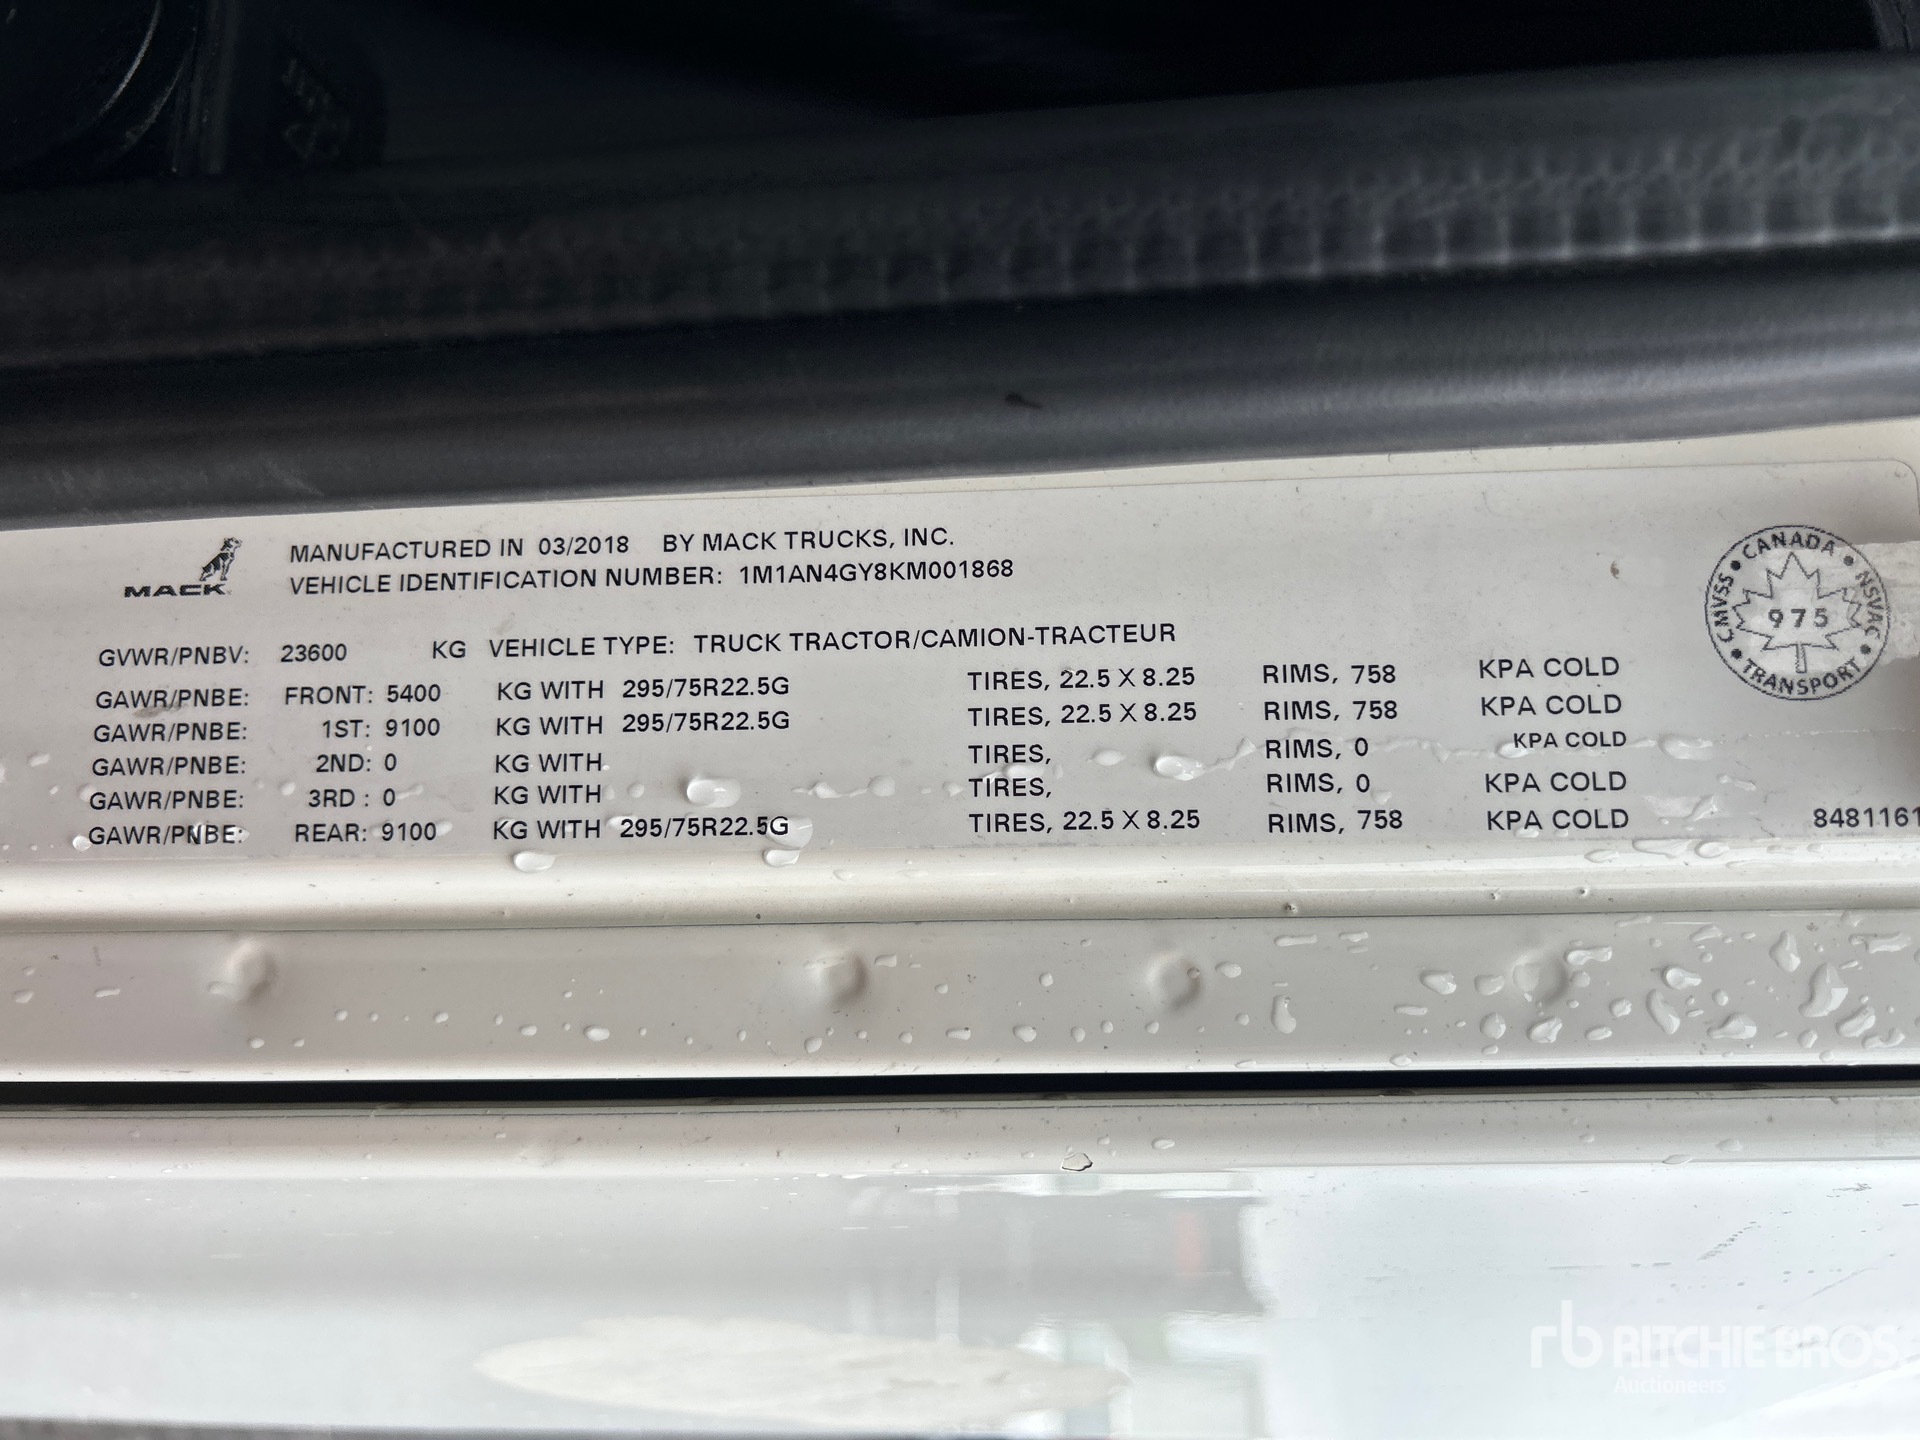 MACK
MANUFACTURED IN 03/2018 BY MACK TRUCKS, INC.
VEHICLE IDENTIFICATION NUMBER: 1M1AN4GY8KM001868
GVWR/PNBV: 23600 KG VEHICLE TYPE: TRUCK TRACTOR/CAMION-TRACTEUR
GAWR/PNBE: FRONT: 5400 KG WITH 295/75R22.5G TIRES, 22.5 X 8.25 RIMS, 758 KPA COLD
GAWR/PNBE: 1ST: 9100 KG WITH 295/75R22.5G TIRES, 22.5 X 8.25 RIMS, 758 KPA COLD
GAWR/PNBE: 2ND: 0 KG WITH TIRES, RIMS, 0 KPA COLD
GAWR/PNBE: 3RD : 0 KG WITH TIRES, RIMS, 0 KPA COLD
GAWR/PNBE: REAR: 9100 KG WITH 295/75R22.5G TIRES, 22.5 X 8.25 RIMS, 758 KPA COLD
8481161
CANADA
CMVSS
975
NSVAC
TRANSPORT
rb RITCHIE BROS.
Auctioneers